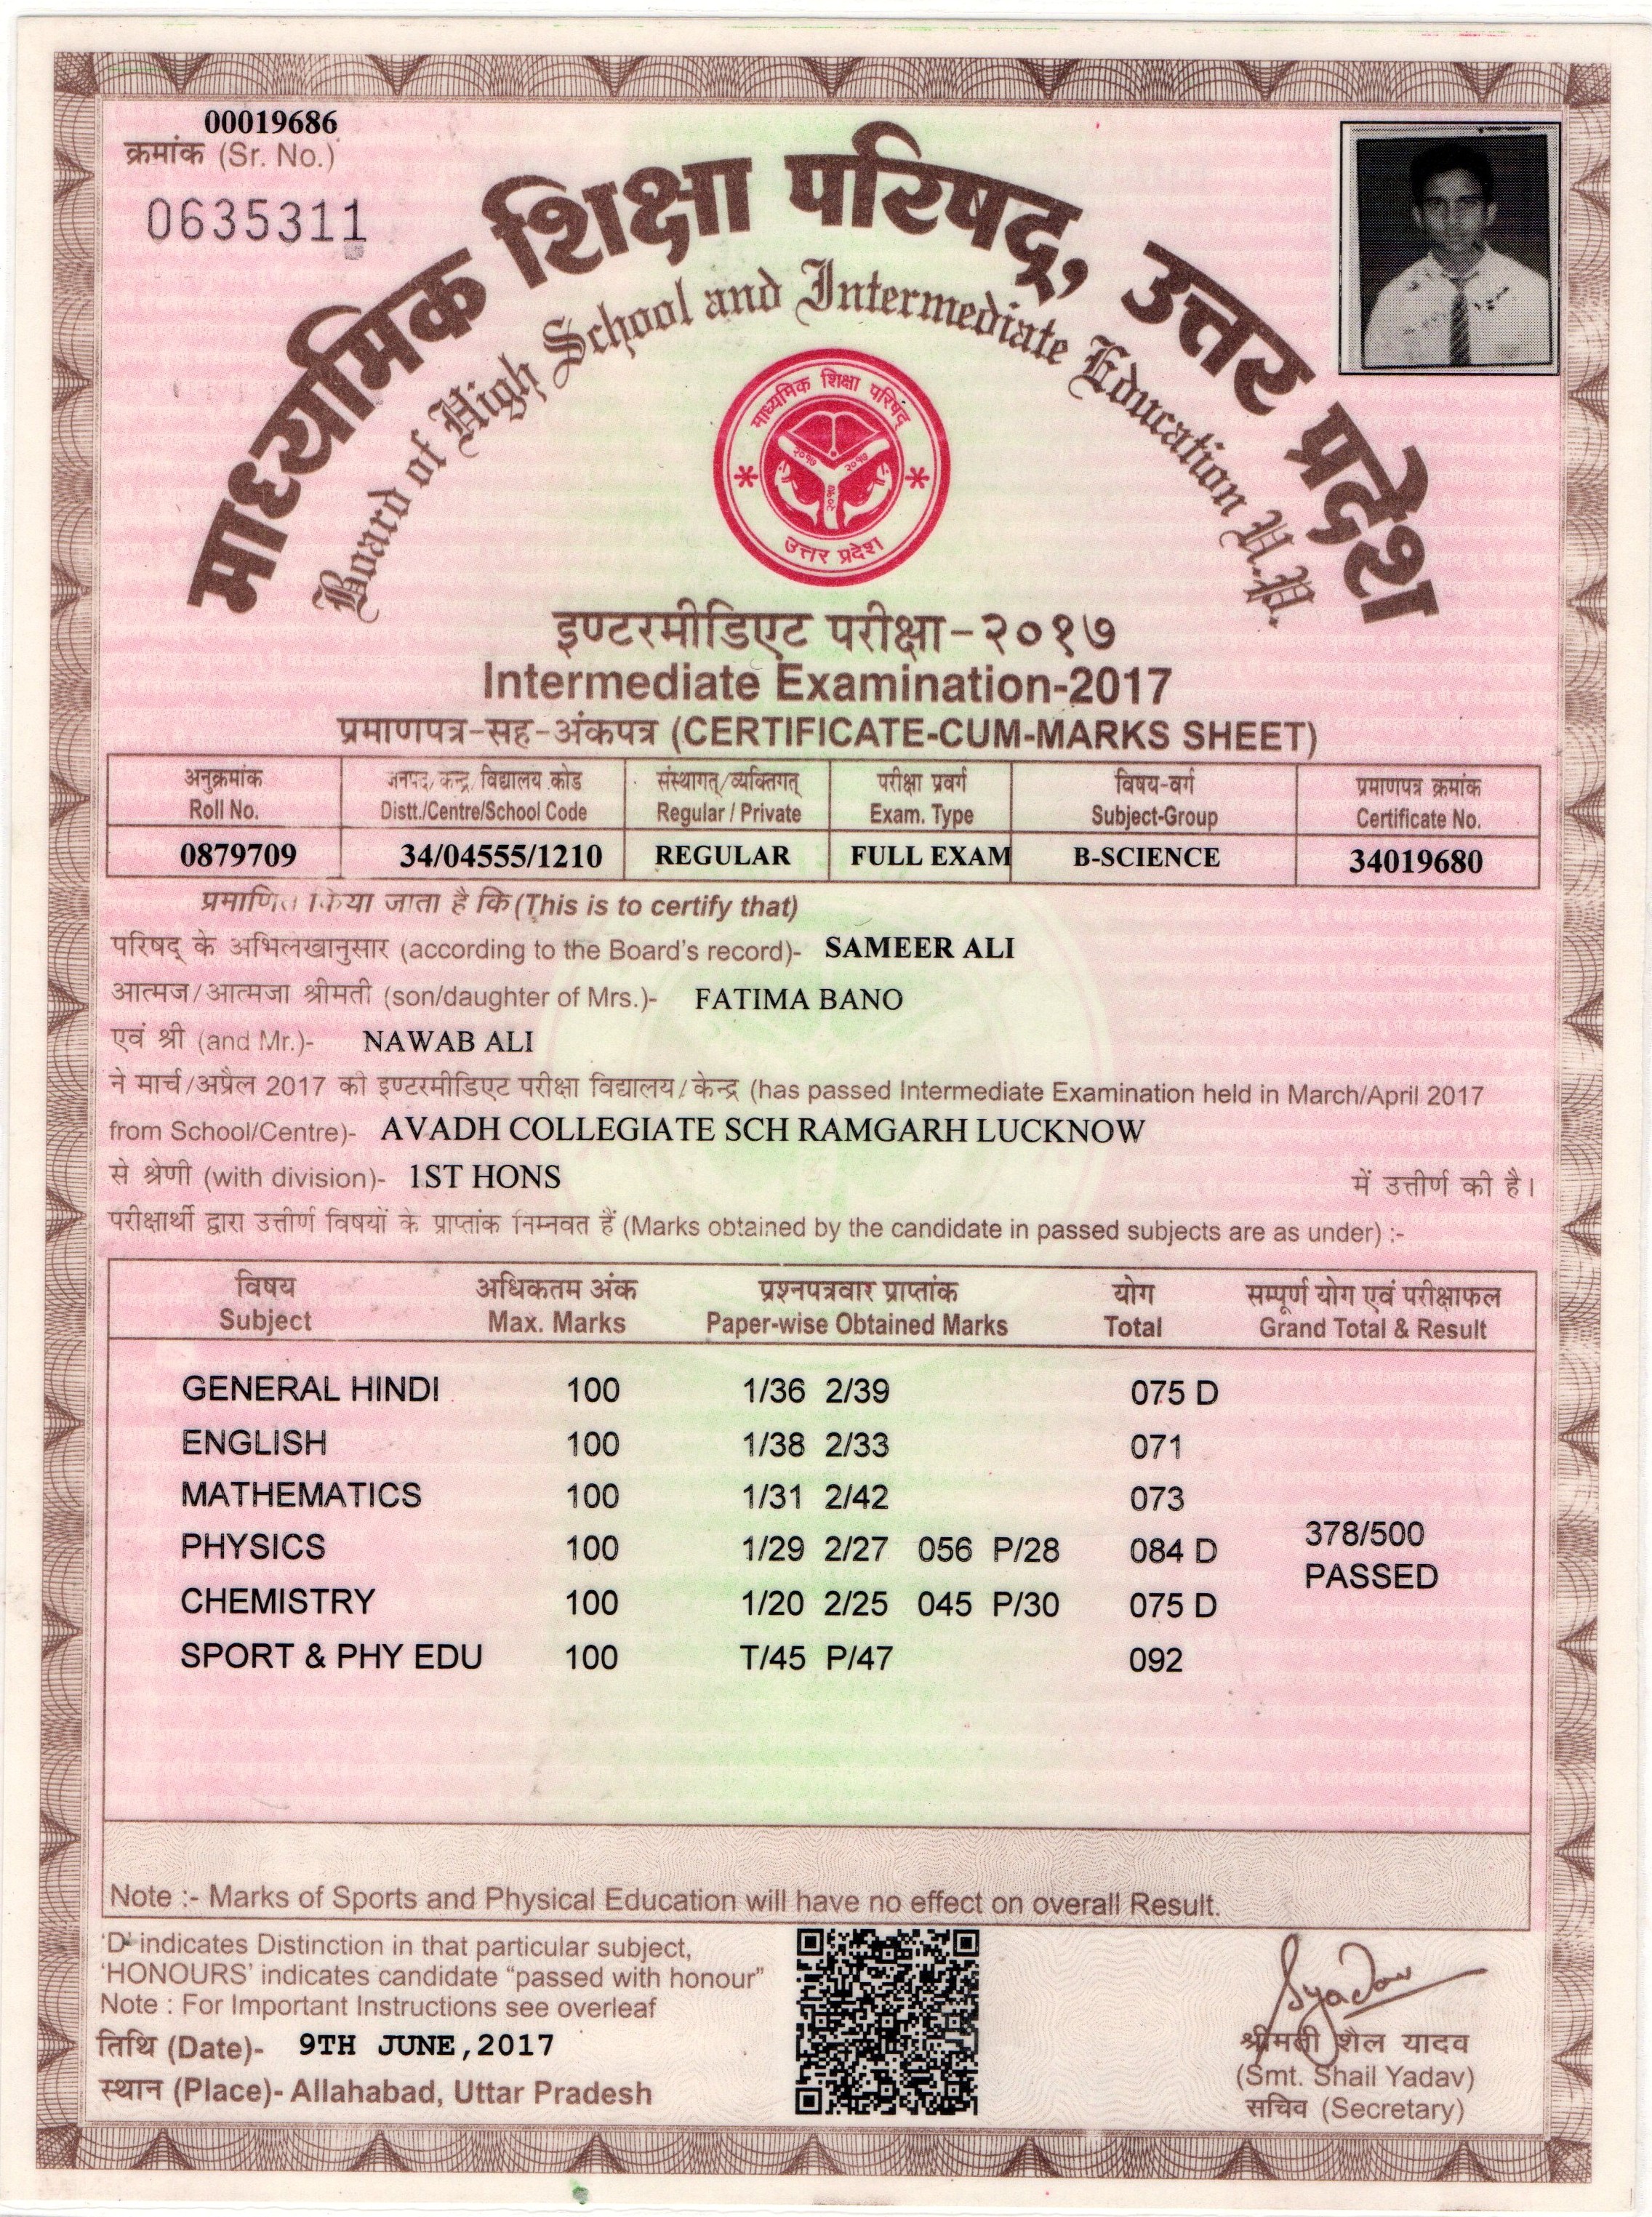 00019686
क्रमांक (Sr. No.)
0635311
माध्यमिक शिक्षा परिषद्, उत्तर प्रदेश
Board of High School and Intermediate Education U.P.
माध्यमिक शिक्षा परिषद्
२०१७ २०१७
२०१७
उत्तर प्रदेश
इण्टरमीडिएट परीक्षा-२०१७
Intermediate Examination-2017
प्रमाणपत्र-सह-अंकपत्र (CERTIFICATE-CUM-MARKS SHEET)
अनुक्रमांक जनपद/केन्द्र/विद्यालय कोड संस्थागत्/व्यक्तिगत् परीक्षा प्रवर्ग विषय-वर्ग प्रमाणपत्र क्रमांक
Roll No. Distt./Centre/School Code Regular / Private Exam. Type Subject-Group Certificate No.
0879709 34/04555/1210 REGULAR FULL EXAM B-SCIENCE 34019680
प्रमाणित किया जाता है कि (This is to certify that)
परिषद् के अभिलेखानुसार (according to the Board's record)- SAMEER ALI
आत्मज/आत्मजा श्रीमती (son/daughter of Mrs.)- FATIMA BANO
एवं श्री (and Mr.)- NAWAB ALI
ने मार्च/अप्रैल 2017 की इण्टरमीडिएट परीक्षा विद्यालय/केन्द्र (has passed Intermediate Examination held in March/April 2017
from School/Centre)- AVADH COLLEGIATE SCH RAMGARH LUCKNOW
से श्रेणी (with division)- 1ST HONS में उत्तीर्ण की है।
परीक्षार्थी द्वारा उत्तीर्ण विषयों के प्राप्तांक निम्नवत हैं (Marks obtained by the candidate in passed subjects are as under) :-
विषय अधिकतम अंक प्रश्नपत्रवार प्राप्तांक योग सम्पूर्ण योग एवं परीक्षाफल
Subject Max. Marks Paper-wise Obtained Marks Total Grand Total & Result
GENERAL HINDI 100 1/36 2/39 075 D
ENGLISH 100 1/38 2/33 071
MATHEMATICS 100 1/31 2/42 073
PHYSICS 100 1/29 2/27 056 P/28 084 D 378/500
PASSED
CHEMISTRY 100 1/20 2/25 045 P/30 075 D
SPORT & PHY EDU 100 T/45 P/47 092
Note :- Marks of Sports and Physical Education will have no effect on overall Result.
'D' indicates Distinction in that particular subject,
'HONOURS' indicates candidate "passed with honour"
Note : For Important Instructions see overleaf
तिथि (Date)- 9TH JUNE,2017
स्थान (Place)- Allahabad, Uttar Pradesh
Syadav
श्रीमती शैल यादव
(Smt. Shail Yadav)
सचिव (Secretary)